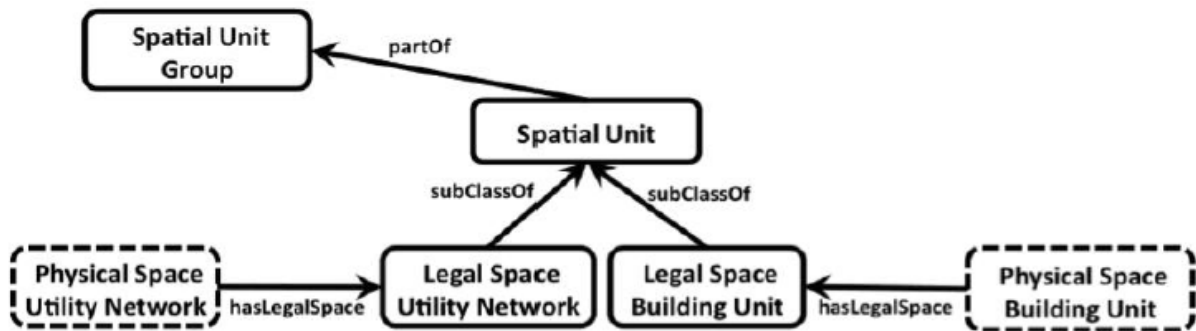 Spatial Unit
Group
partOf
Spatial Unit
subClassOf
subClassOf
Physical Space
Utility Network
hasLegalSpace
Legal Space
Utility Network
Legal Space
Building Unit
hasLegalSpace
Physical Space
Building Unit